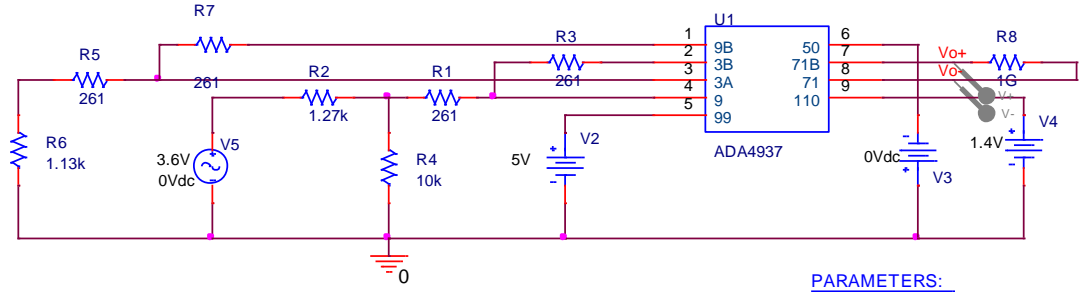 R7
U1
R5
R3
R8
1
2
3
4
5
9B
3B
3A
9
99
50
71B
71
110
6
7
8
9
Vo+
Vo-
261
261
R2
R1
261
1G
1.27k
261
V+
V-
R6
1.13k
V5
3.6V
0Vdc
R4
10k
V2
5V
ADA4937
0Vdc
V3
1.4V
V4
0
PARAMETERS: